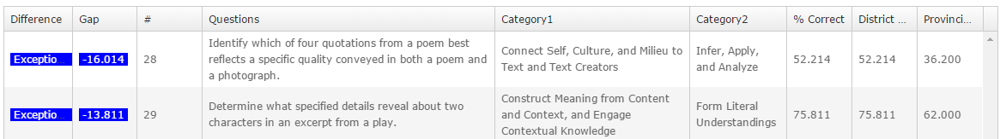 Difference Gap # Questions Category1 Category2 % Correct District ... Provinci...
Identify which of four quotations from a poem best
reflects a specific quality conveyed in both a poem and
a photograph.
Exceptio... -16.014 28
Connect Self, Culture, and Milieu to
Text and Text Creators
Infer, Apply,
and Analyze
52.214 52.214 36.200
Exceptio... -13.811 29
Determine what specified details reveal about two
characters in an excerpt from a play.
Construct Meaning from Content
and Context, and Engage
Contextual Knowledge
Form Literal
Understandings
75.811 75.811 62.000